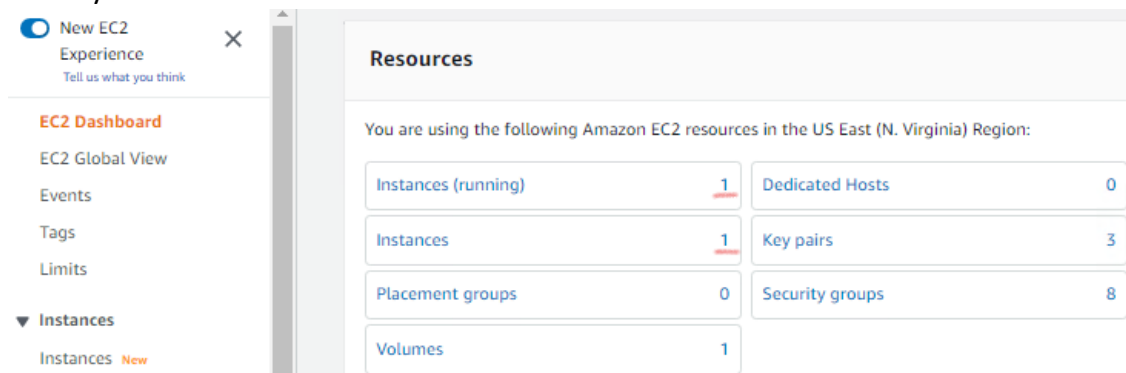 New EC2
Experience
Tell us what you think
EC2 Dashboard
EC2 Global View
Events
Tags
Limits
Instances
Instances New
Resources
You are using the following Amazon EC2 resources in the US East (N. Virginia) Region:
Instances (running) 1 Dedicated Hosts 0
Instances 1 Key pairs 3
Placement groups 0 Security groups 8
Volumes 1